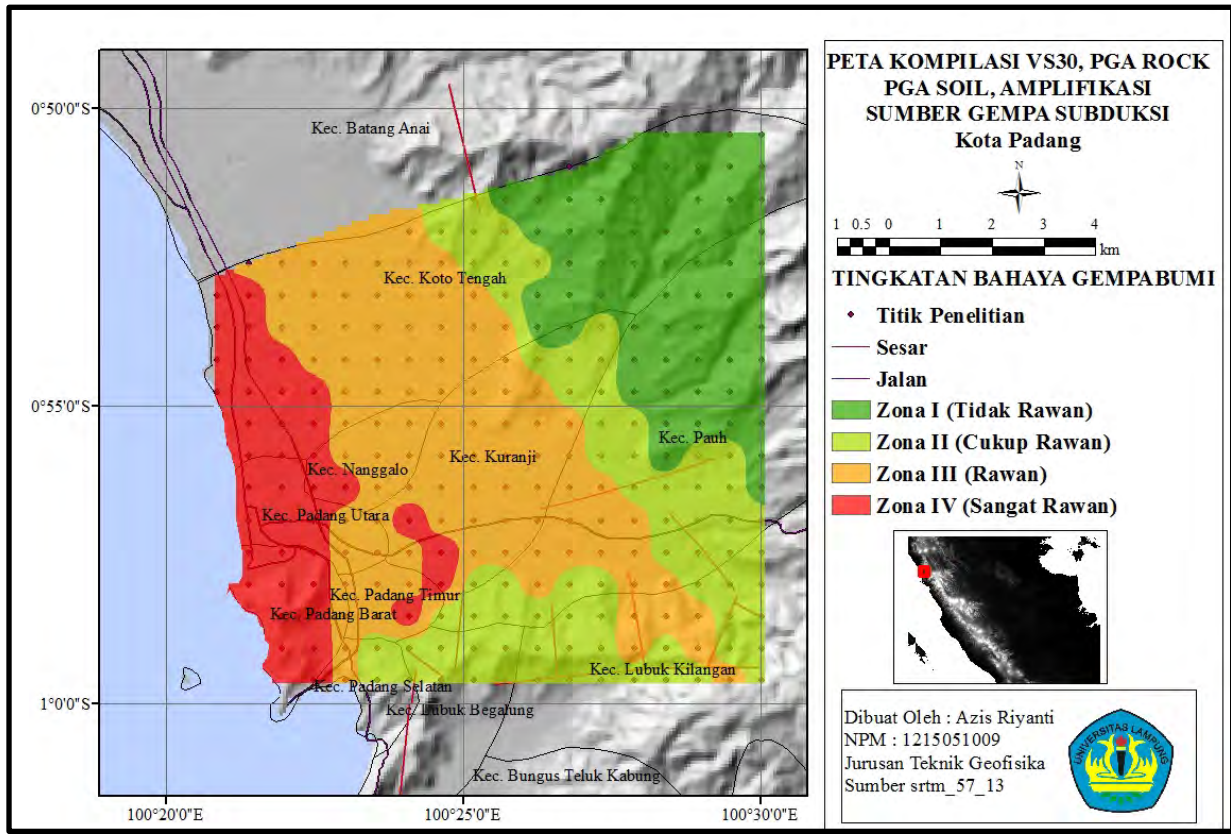 PETA KOMPILASI VS30, PGA ROCK
PGA SOIL, AMPLIFIKASI
SUMBER GEMPA SUBDUKSI
Kota Padang
N
1 0.5 0 1 2 3 4
km
TINGKATAN BAHAYA GEMPABUMI
Titik Penelitian
Sesar
Jalan
Zona I (Tidak Rawan)
Zona II (Cukup Rawan)
Zona III (Rawan)
Zona IV (Sangat Rawan)
Dibuat Oleh : Azis Riyanti
NPM : 1215051009
Jurusan Teknik Geofisika
Sumber srtm_57_13
UNIVERSITAS LAMPUNG
0°50'0"S
0°55'0"S
1°0'0"S
100°20'0"E
100°25'0"E
100°30'0"E
Kec. Batang Anai
Kec. Koto Tengah
Kec. Pauh
Kec. Kuranji
Kec. Nanggalo
Kec. Padang Utara
Kec. Padang Timur
Kec. Padang Barat
Kec. Lubuk Kilangan
Kec. Padang Selatan
Kec. Lubuk Begalung
Kec. Bungus Teluk Kabung